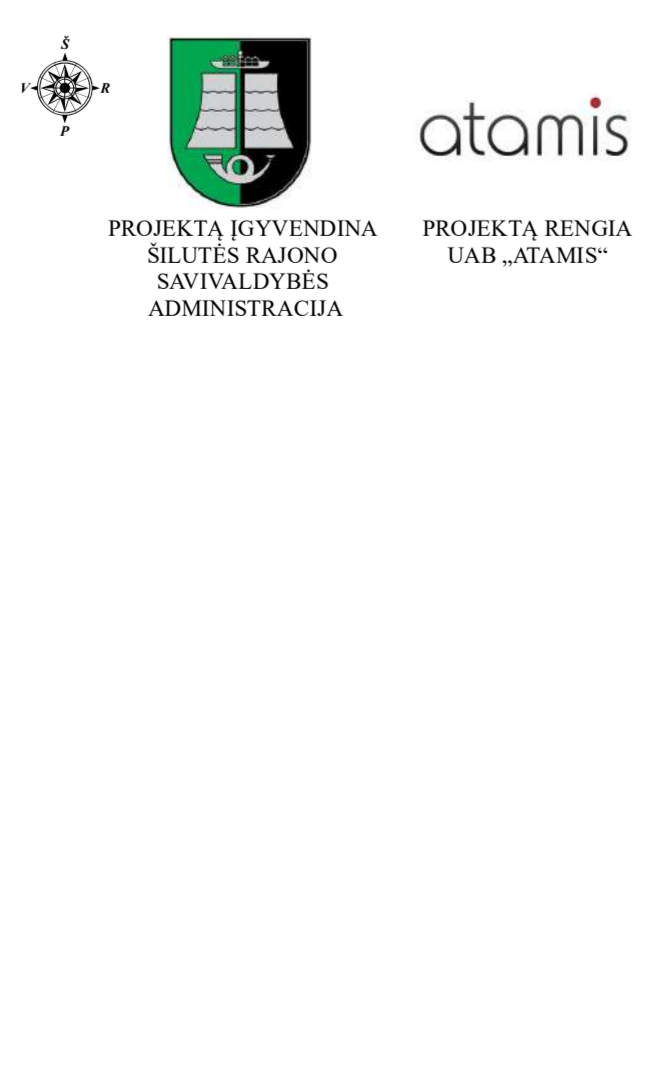 Š
V R
P
atamis
PROJEKTĄ ĮGYVENDINA
ŠILUTĖS RAJONO
SAVIVALDYBĖS
ADMINISTRACIJA
PROJEKTĄ RENGIA
UAB „ATAMIS“